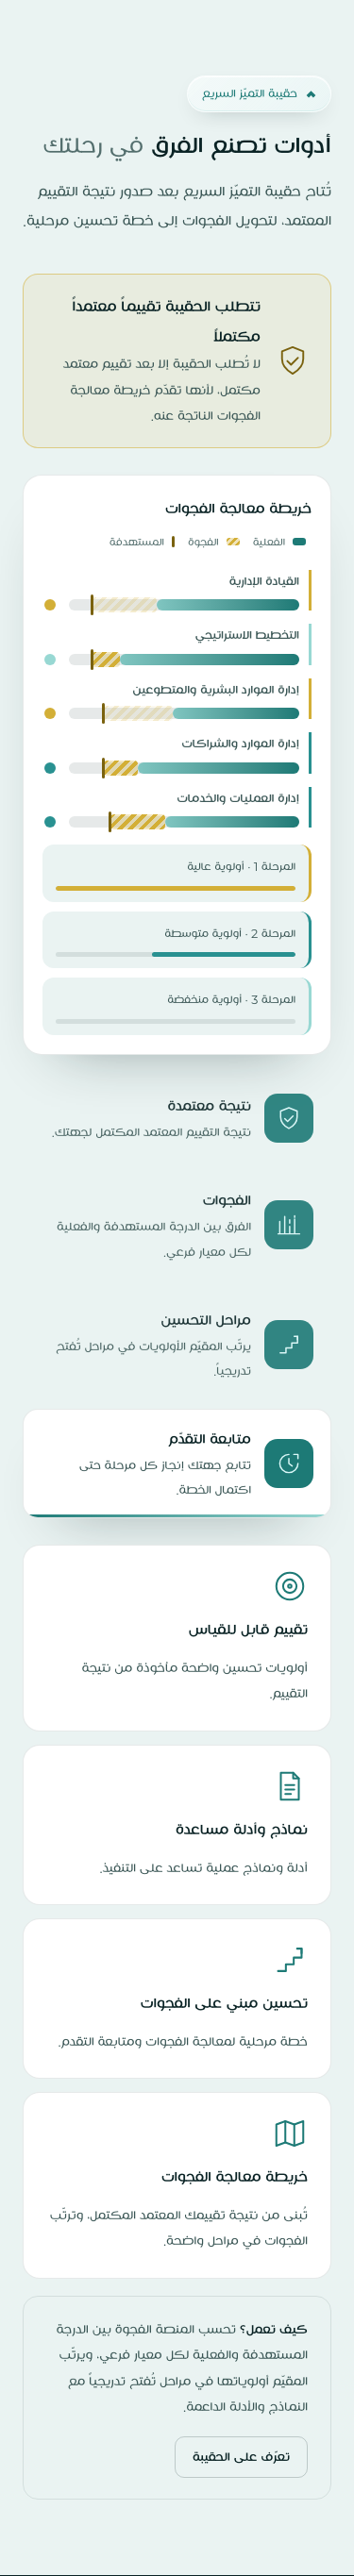 حقيبة التميّز السريع
أدوات تصنع الفرق في رحلتك
تُتاح حقيبة التميّز السريع بعد صدور نتيجة التقييم
المعتمد، لتحويل الفجوات إلى خطة تحسين مرحلية.
تتطلب الحقيبة تقييماً معتمداً
مكتملاً
لا تُطلب الحقيبة إلا بعد تقييم معتمد
مكتمل، لأنها تقدّم خريطة معالجة
الفجوات الناتجة عنه.
خريطة معالجة الفجوات
الفعلية الفجوة المستهدفة
القيادة الإدارية
التخطيط الاستراتيجي
إدارة الموارد البشرية والمتطوعين
إدارة الموارد والشراكات
إدارة العمليات والخدمات
المرحلة 1 · أولوية عالية
المرحلة 2 · أولوية متوسطة
المرحلة 3 · أولوية منخفضة
نتيجة معتمدة
نتيجة التقييم المعتمد المكتمل لجهتك.
الفجوات
الفرق بين الدرجة المستهدفة والفعلية
لكل معيار فرعي.
مراحل التحسين
يرتّب المقيّم الأولويات في مراحل تُفتح
تدريجياً.
متابعة التقدّم
تتابع جهتك إنجاز كل مرحلة حتى
اكتمال الخطة.
تقييم قابل للقياس
أولويات تحسين واضحة مأخوذة من نتيجة
التقييم.
نماذج وأدلة مساعدة
أدلة ونماذج عملية تساعد على التنفيذ.
تحسين مبني على الفجوات
خطة مرحلية لمعالجة الفجوات ومتابعة التقدم.
خريطة معالجة الفجوات
تُبنى من نتيجة تقييمك المعتمد المكتمل، وترتّب
الفجوات في مراحل واضحة.
كيف تعمل؟ تحسب المنصة الفجوة بين الدرجة
المستهدفة والفعلية لكل معيار فرعي، ويرتّب
المقيّم أولوياتها في مراحل تُفتح تدريجياً مع
النماذج والأدلة الداعمة.
تعرّف على الحقيبة